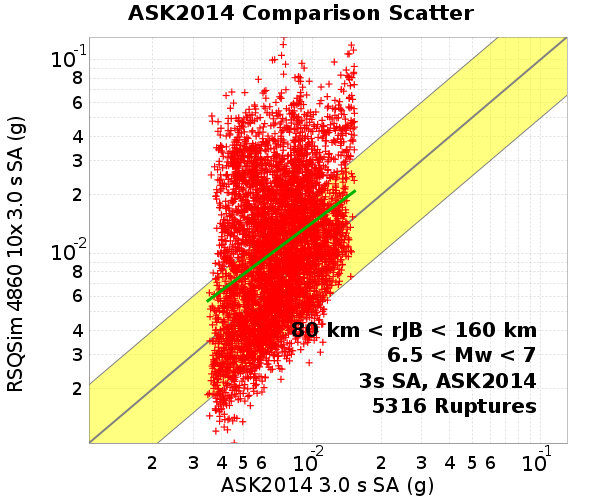 ASK2014 Comparison Scatter
RSQSim 4860 10x 3.0 s SA (g)
10-1
8
6
4
3
2
10-2
8
6
4
3
2
80 km < rJB < 160 km
6.5 < Mw < 7
3s SA, ASK2014
5316 Ruptures
2 3 4 5 6 10-2 2 3 4 5 6 10-1
ASK2014 3.0 s SA (g)